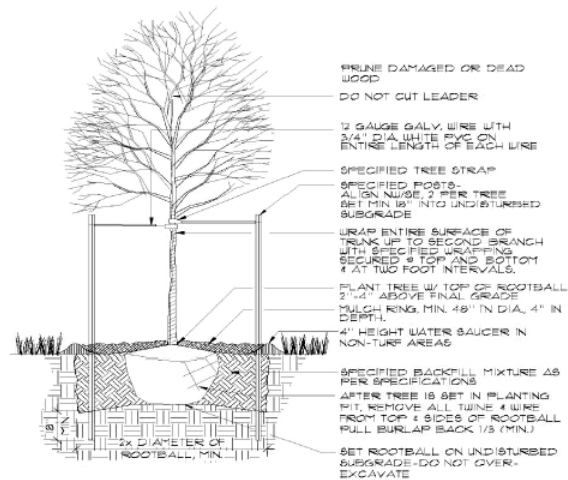 PRUNE DAMAGED OR DEAD
WOOD
DO NOT CUT LEADER
12 GAUGE GALV. WIRE WITH
3/4" DIA. WHITE PVC ON
ENTIRE LENGTH OF EACH WIRE
SPECIFIED TREE STRAP
SPECIFIED POSTS-
ALIGN NW/SE, 2 PER TREE
SET MIN 18" INTO UNDISTURBED
SUBGRADE
WRAP ENTIRE SURFACE OF
TRUNK UP TO SECOND BRANCH
WITH SPECIFIED WRAPPING
SECURED @ TOP AND BOTTOM
& AT TWO FOOT INTERVALS.
PLANT TREE W/ TOP OF ROOTBALL
2"-4" ABOVE FINAL GRADE
MULCH RING, MIN. 48" IN DIA., 4" IN
DEPTH.
4" HEIGHT WATER SAUCER IN
NON-TURF AREAS
SPECIFIED BACKFILL MIXTURE AS
PER SPECIFICATIONS
AFTER TREE IS SET IN PLANTING
PIT, REMOVE ALL TWINE & WIRE
FROM TOP & SIDES OF ROOTBALL
PULL BURLAP BACK 1/3 (MIN.)
SET ROOTBALL ON UNDISTURBED
SUBGRADE-DO NOT OVER-
EXCAVATE
18"
MIN.
2x DIAMETER OF
ROOTBALL, MIN.